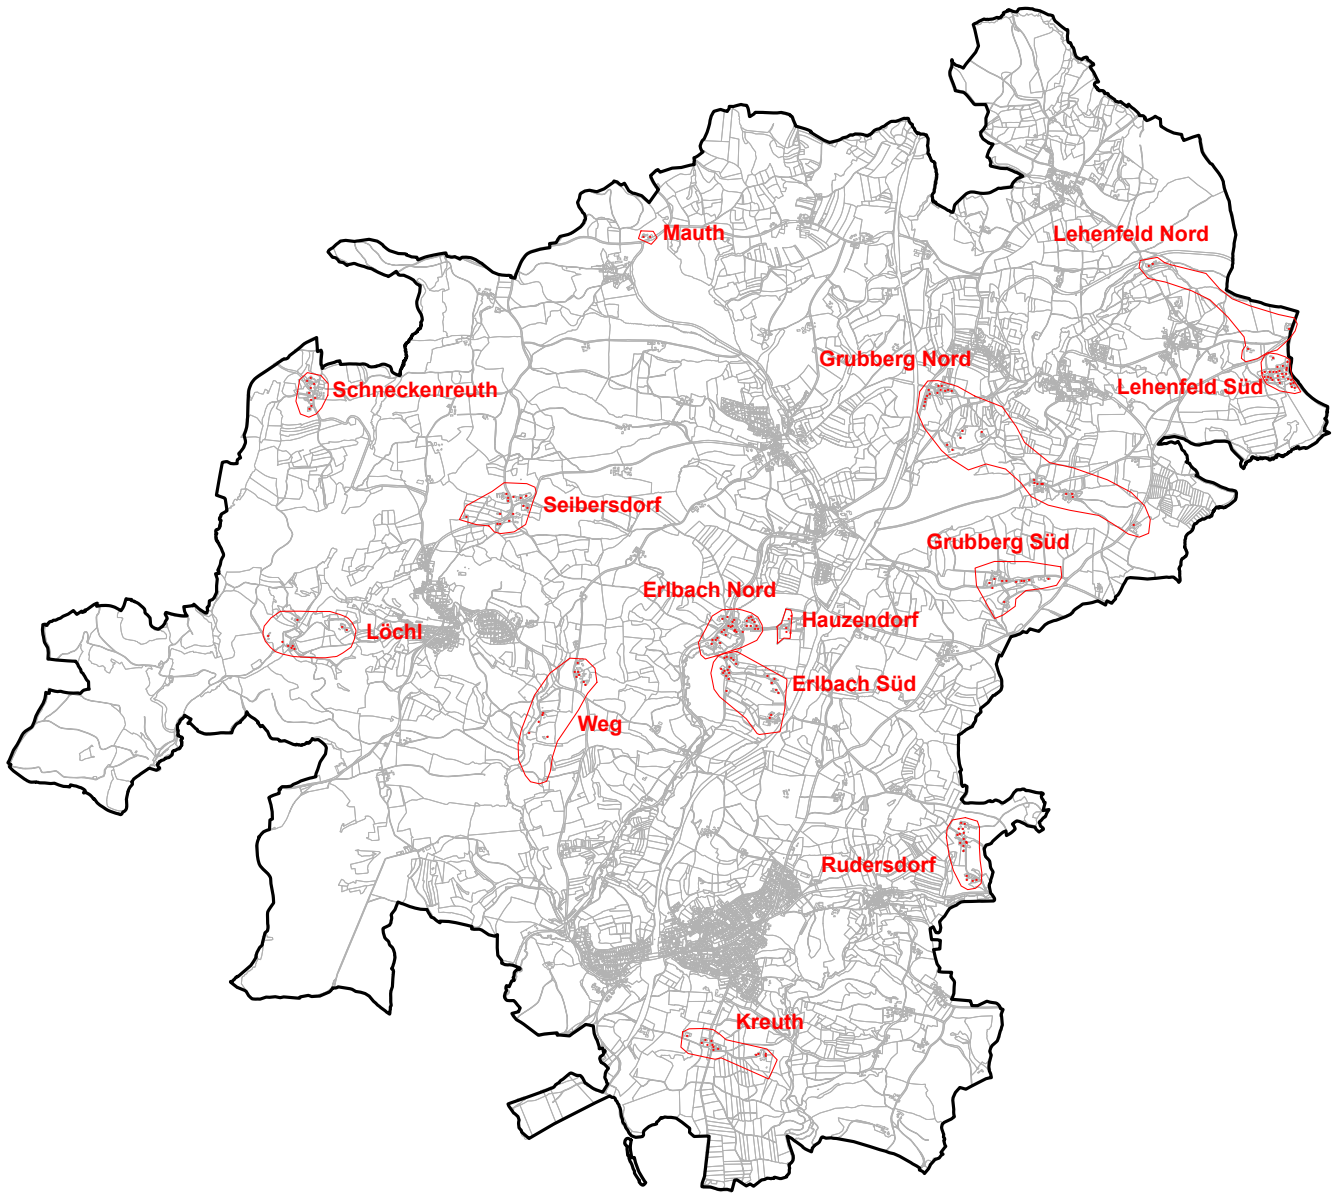 Mauth
Lehenfeld Nord
Grubberg Nord
Schneckenreuth
Lehenfeld Süd
Seibersdorf
Grubberg Süd
Erlbach Nord
Hauzendorf
Löchl
Erlbach Süd
Weg
Rudersdorf
Kreuth